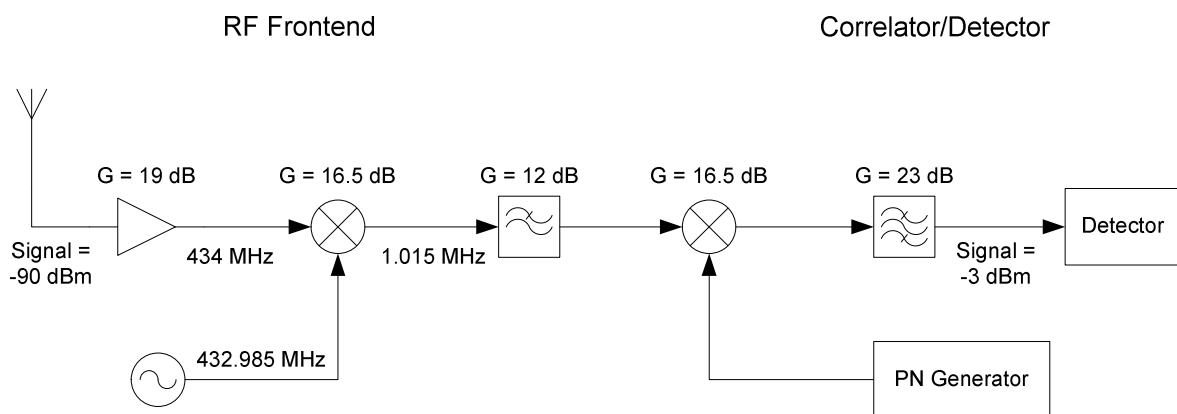 RF Frontend
Correlator/Detector
G = 19 dB
G = 16.5 dB
G = 12 dB
G = 16.5 dB
G = 23 dB
Detector
Signal =
-90 dBm
434 MHz
1.015 MHz
Signal =
-3 dBm
432.985 MHz
PN Generator